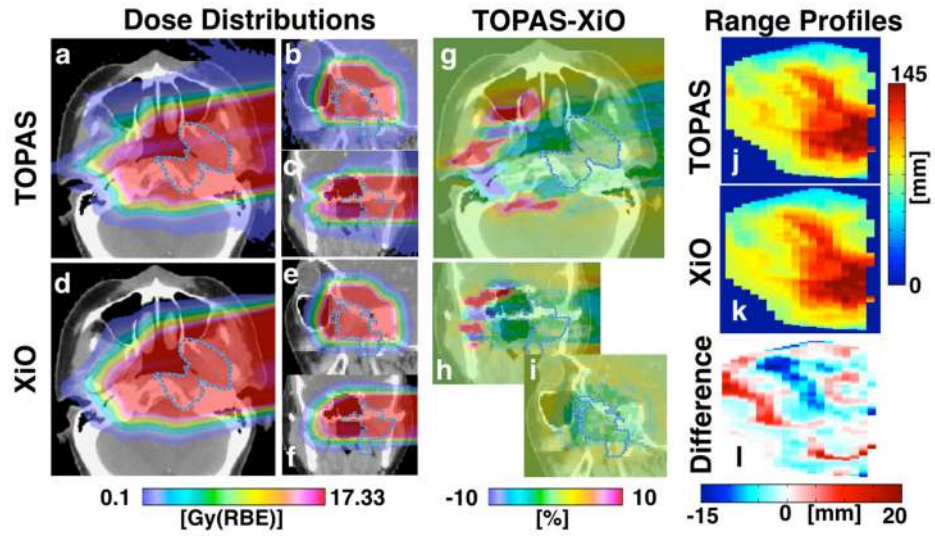 Dose Distributions TOPAS-XiO Range Profiles
a b g TOPAS 145
TOPAS c j [mm]
XiO 0
d e k
XiO f h i Difference l
0.1 17.33 -10 10 -15 0 [mm] 20
[Gy(RBE)] [%]